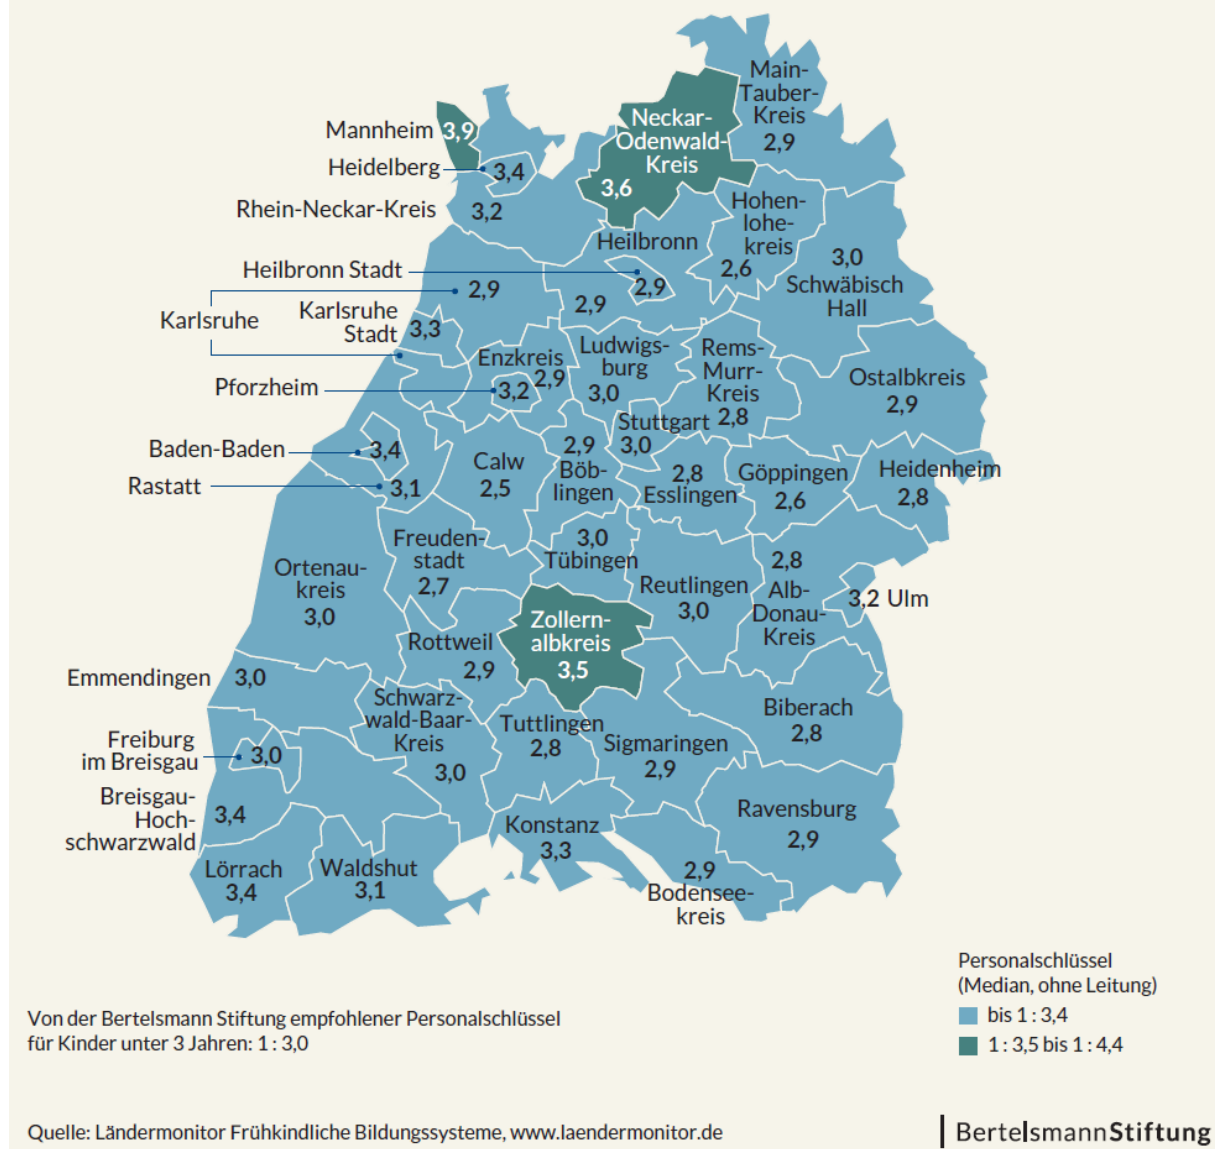 Main-
Tauber-
Kreis
2,9
Neckar-
Odenwald-
Kreis
3,6
Mannheim 3,9
Heidelberg 3,4
Rhein-Neckar-Kreis 3,2
Hohen-
lohe-
kreis
2,6
Heilbronn
2,9
Heilbronn Stadt 2,9
3,0
Schwäbisch
Hall
Karlsruhe 2,9
Karlsruhe
Stadt 3,3
Enzkreis
2,9
Pforzheim 3,2
Ludwigs-
burg
3,0
Rems-
Murr-
Kreis
2,8
Ostalbkreis
2,9
Stuttgart
3,0
Baden-Baden 3,4
Rastatt 3,1
Calw
2,5
2,9
Böb-
lingen
2,8
Esslingen
Göppingen
2,6
Heidenheim
2,8
Freuden-
stadt
2,7
3,0
Tübingen
Ortenau-
kreis
3,0
Reutlingen
3,0
2,8
Alb-
Donau-
Kreis
3,2 Ulm
Zollern-
albkreis
3,5
Rottweil
2,9
Emmendingen 3,0
Schwarz-
wald-Baar-
Kreis
3,0
Tuttlingen
2,8
Sigmaringen
2,9
Biberach
2,8
Freiburg
im Breisgau 3,0
Breisgau-
Hoch-
schwarzwald
3,4
Ravensburg
2,9
Konstanz
3,3
Lörrach
3,4
Waldshut
3,1
2,9
Bodensee-
kreis
Personalschlüssel
(Median, ohne Leitung)
bis 1 : 3,4
1 : 3,5 bis 1 : 4,4
Von der Bertelsmann Stiftung empfohlener Personalschlüssel
für Kinder unter 3 Jahren: 1 : 3,0
Quelle: Ländermonitor Frühkindliche Bildungssysteme, www.laendermonitor.de
BertelsmannStiftung